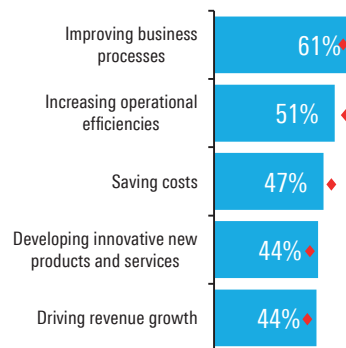 Improving business
processes
61%
Increasing operational
efficiencies
51%
Saving costs
47%
Developing innovative new
products and services
44%
Driving revenue growth
44%